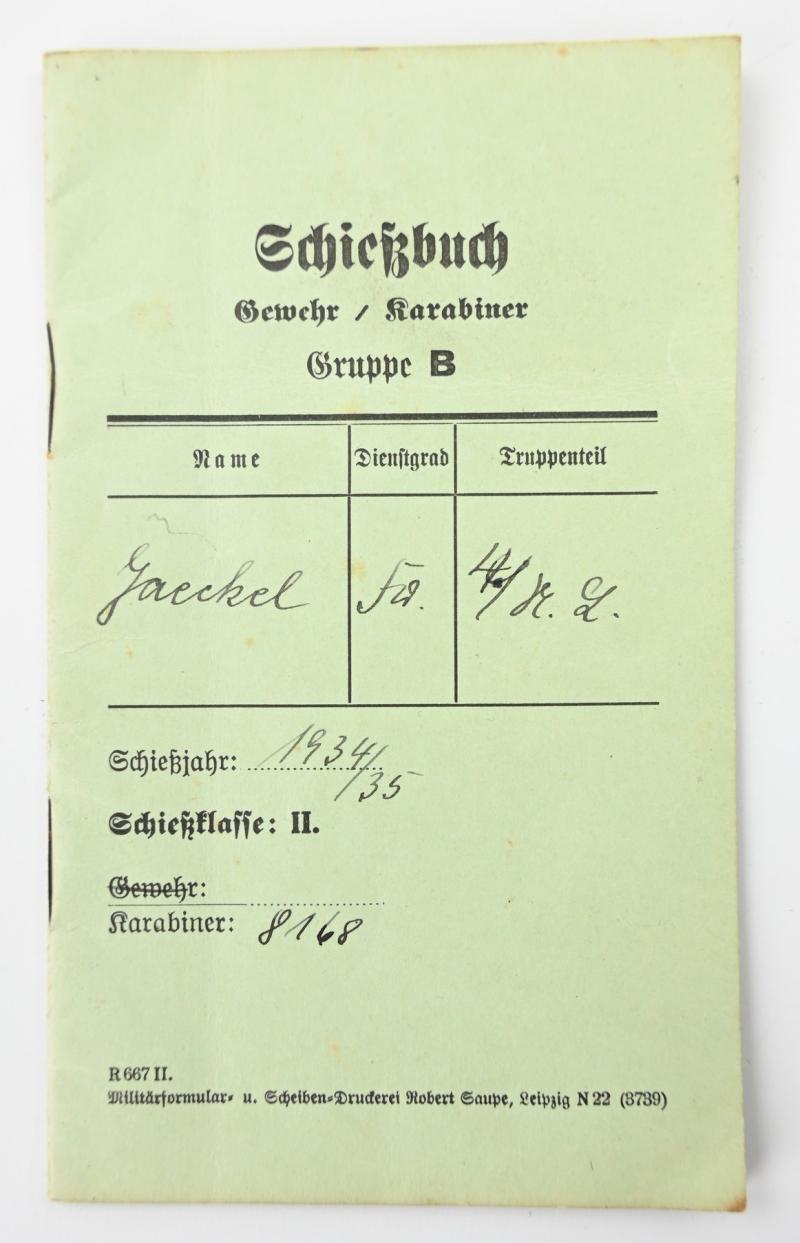 Schießbuch
Gewehr / Karabiner
Gruppe B
Name Dienstgrad Truppenteil
Jaeckel Fw. 4/K. L.
Schießjahr: 1934/35
Schießklasse: II.
Gewehr:
Karabiner: 8168
R 667 II.
Militärformular- u. Scheiben-Druckerei Robert Saupe, Leipzig N 22 (3739)